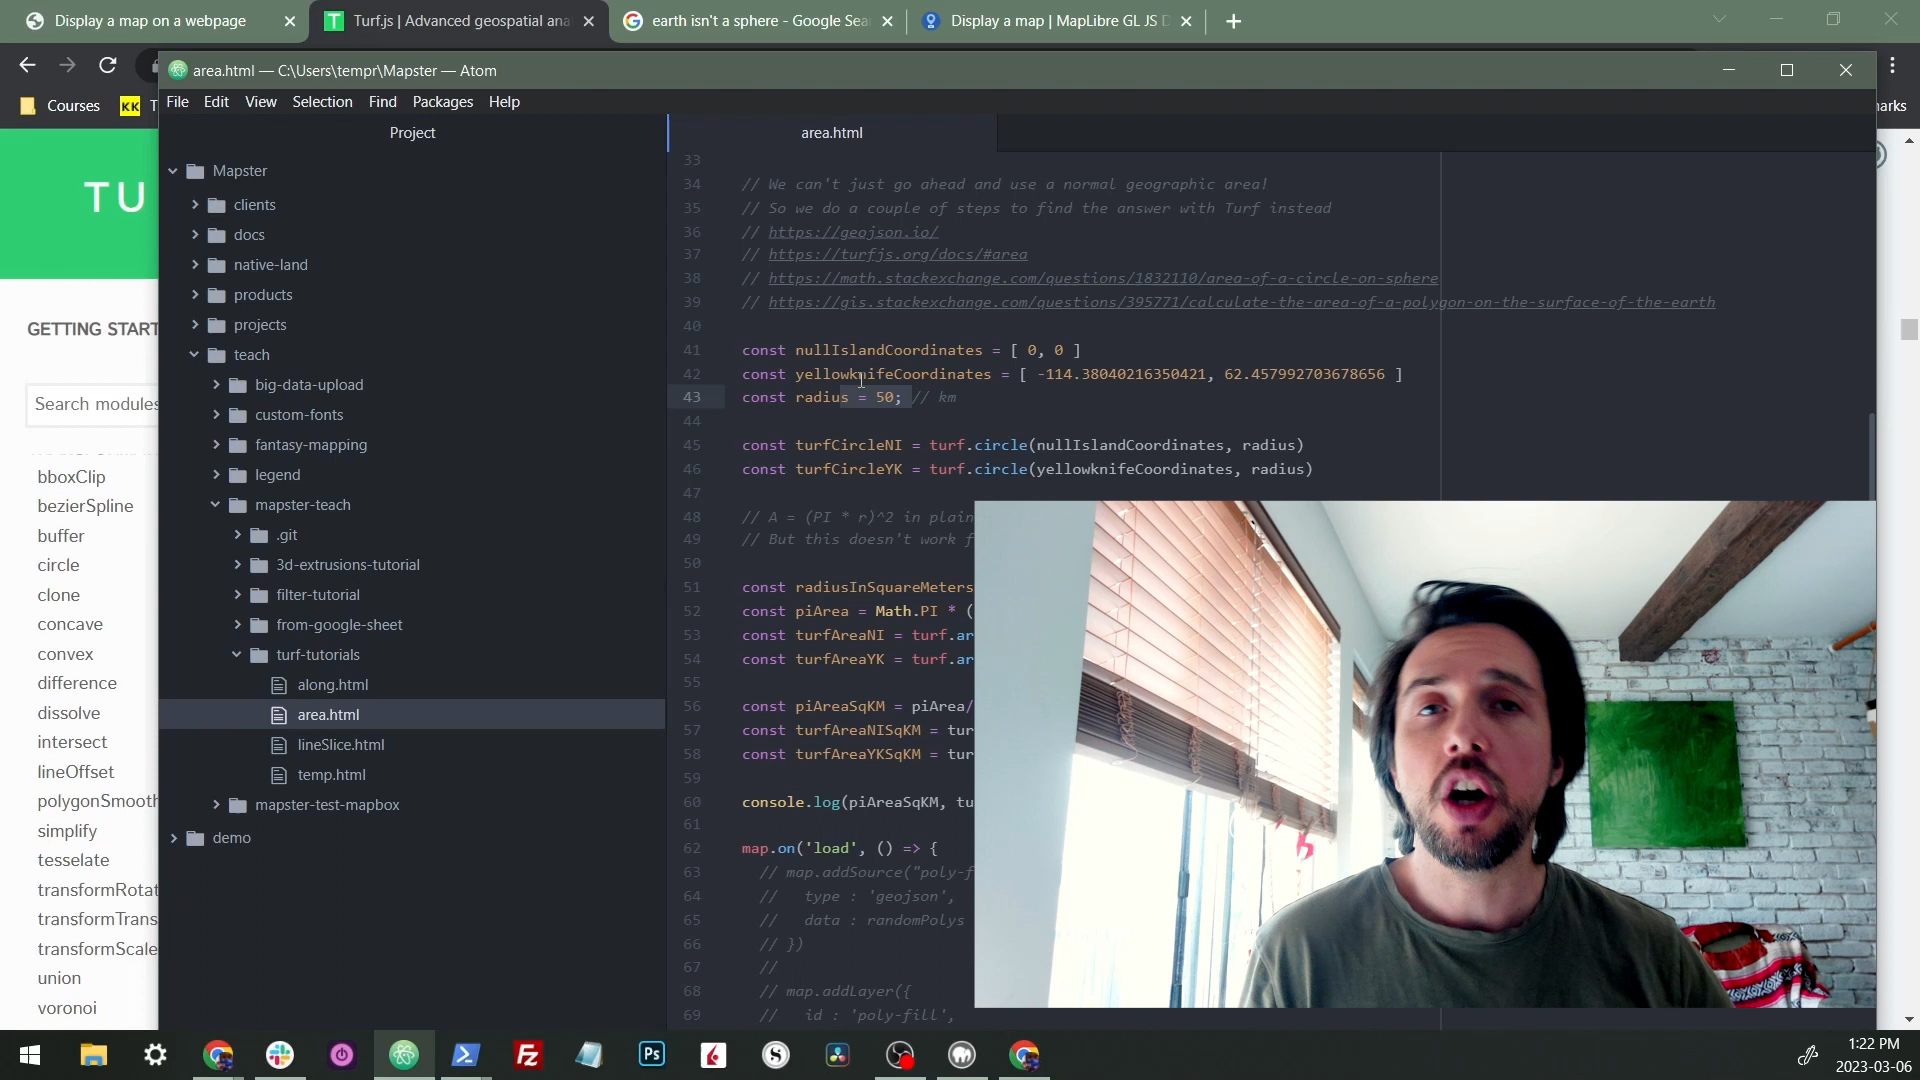 Display a map on a webpage
Turf.js | Advanced geospatial ana
earth isn't a sphere - Google Sea
Display a map | MapLibre GL JS D
area.html — C:\Users\tempr\Mapster — Atom
Courses
KK
T
arks
File Edit View Selection Find Packages Help
Project
area.html
TU
GETTING START
Search modules
bboxClip
bezierSpline
buffer
circle
clone
concave
convex
difference
dissolve
intersect
lineOffset
polygonSmooth
simplify
tesselate
transformRotat
transformTrans
transformScale
union
voronoi
Mapster
clients
docs
native-land
products
projects
teach
big-data-upload
custom-fonts
fantasy-mapping
legend
mapster-teach
.git
3d-extrusions-tutorial
filter-tutorial
from-google-sheet
turf-tutorials
along.html
area.html
lineSlice.html
temp.html
mapster-test-mapbox
demo
33
34 // We can't just go ahead and use a normal geographic area!
35 // So we do a couple of steps to find the answer with Turf instead
36 // https://geojson.io/
37 // https://turfjs.org/docs/#area
38 // https://math.stackexchange.com/questions/1832110/area-of-a-circle-on-sphere
39 // https://gis.stackexchange.com/questions/395771/calculate-the-area-of-a-polygon-on-the-surface-of-the-earth
40
41 const nullIslandCoordinates = [ 0, 0 ]
42 const yellowknifeCoordinates = [ -114.38040216350421, 62.457992703678656 ]
43 const radius = 50; // km
44
45 const turfCircleNI = turf.circle(nullIslandCoordinates, radius)
46 const turfCircleYK = turf.circle(yellowknifeCoordinates, radius)
47
48 // A = (PI * r)^2 in plain
49 // But this doesn't work f
50
51 const radiusInSquareMeters
52 const piArea = Math.PI * (
53 const turfAreaNI = turf.ar
54 const turfAreaYK = turf.ar
55
56 const piAreaSqKM = piArea/
57 const turfAreaNISqKM = tur
58 const turfAreaYKSqKM = tur
59
60 console.log(piAreaSqKM, tu
61
62 map.on('load', () => {
63 // map.addSource("poly-f
64 // type : 'geojson',
65 // data : randomPolys
66 // })
67 //
68 // map.addLayer({
69 // id : 'poly-fill',
Fz
Ps
S
1:22 PM
2023-03-06